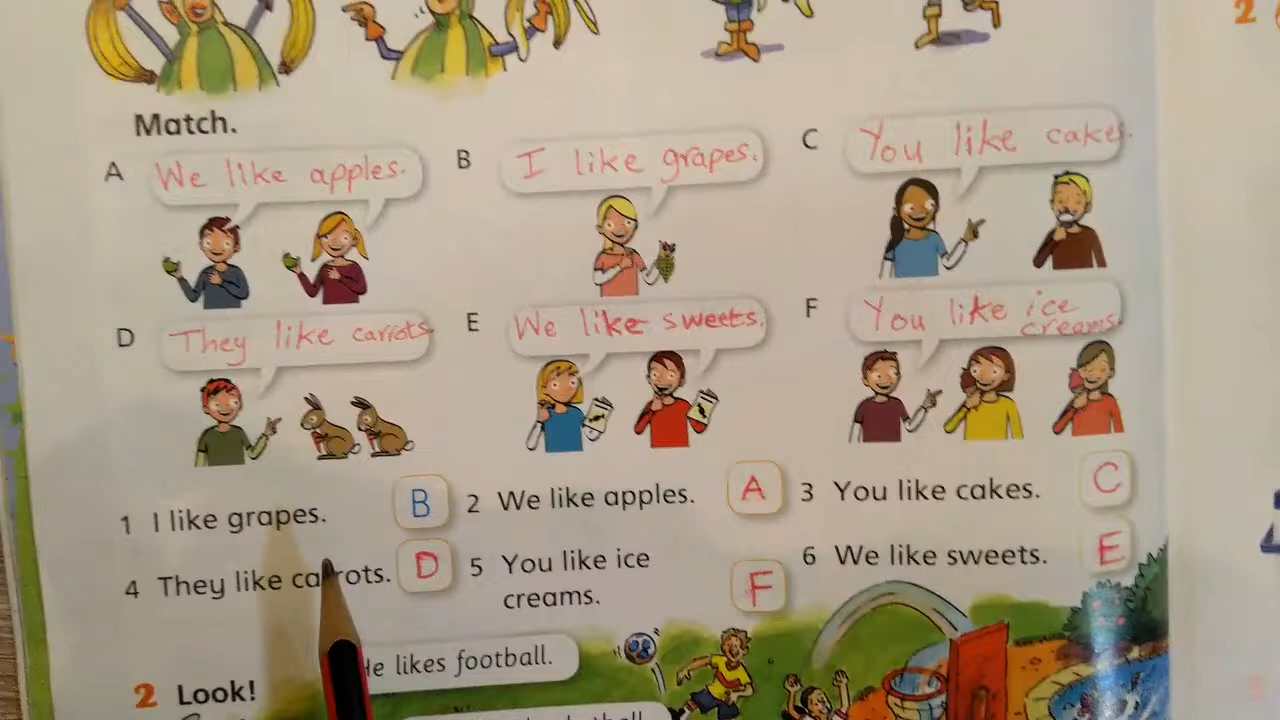 Match.
A We like apples.
B I like grapes.
C You like cakes.
D They like carrots
E We like sweets.
F You like ice
creams.
1 I like grapes. B
2 We like apples. A
3 You like cakes. C
4 They like carrots. D
5 You like ice
creams. F
6 We like sweets. E
2 Look!
He likes football.
2